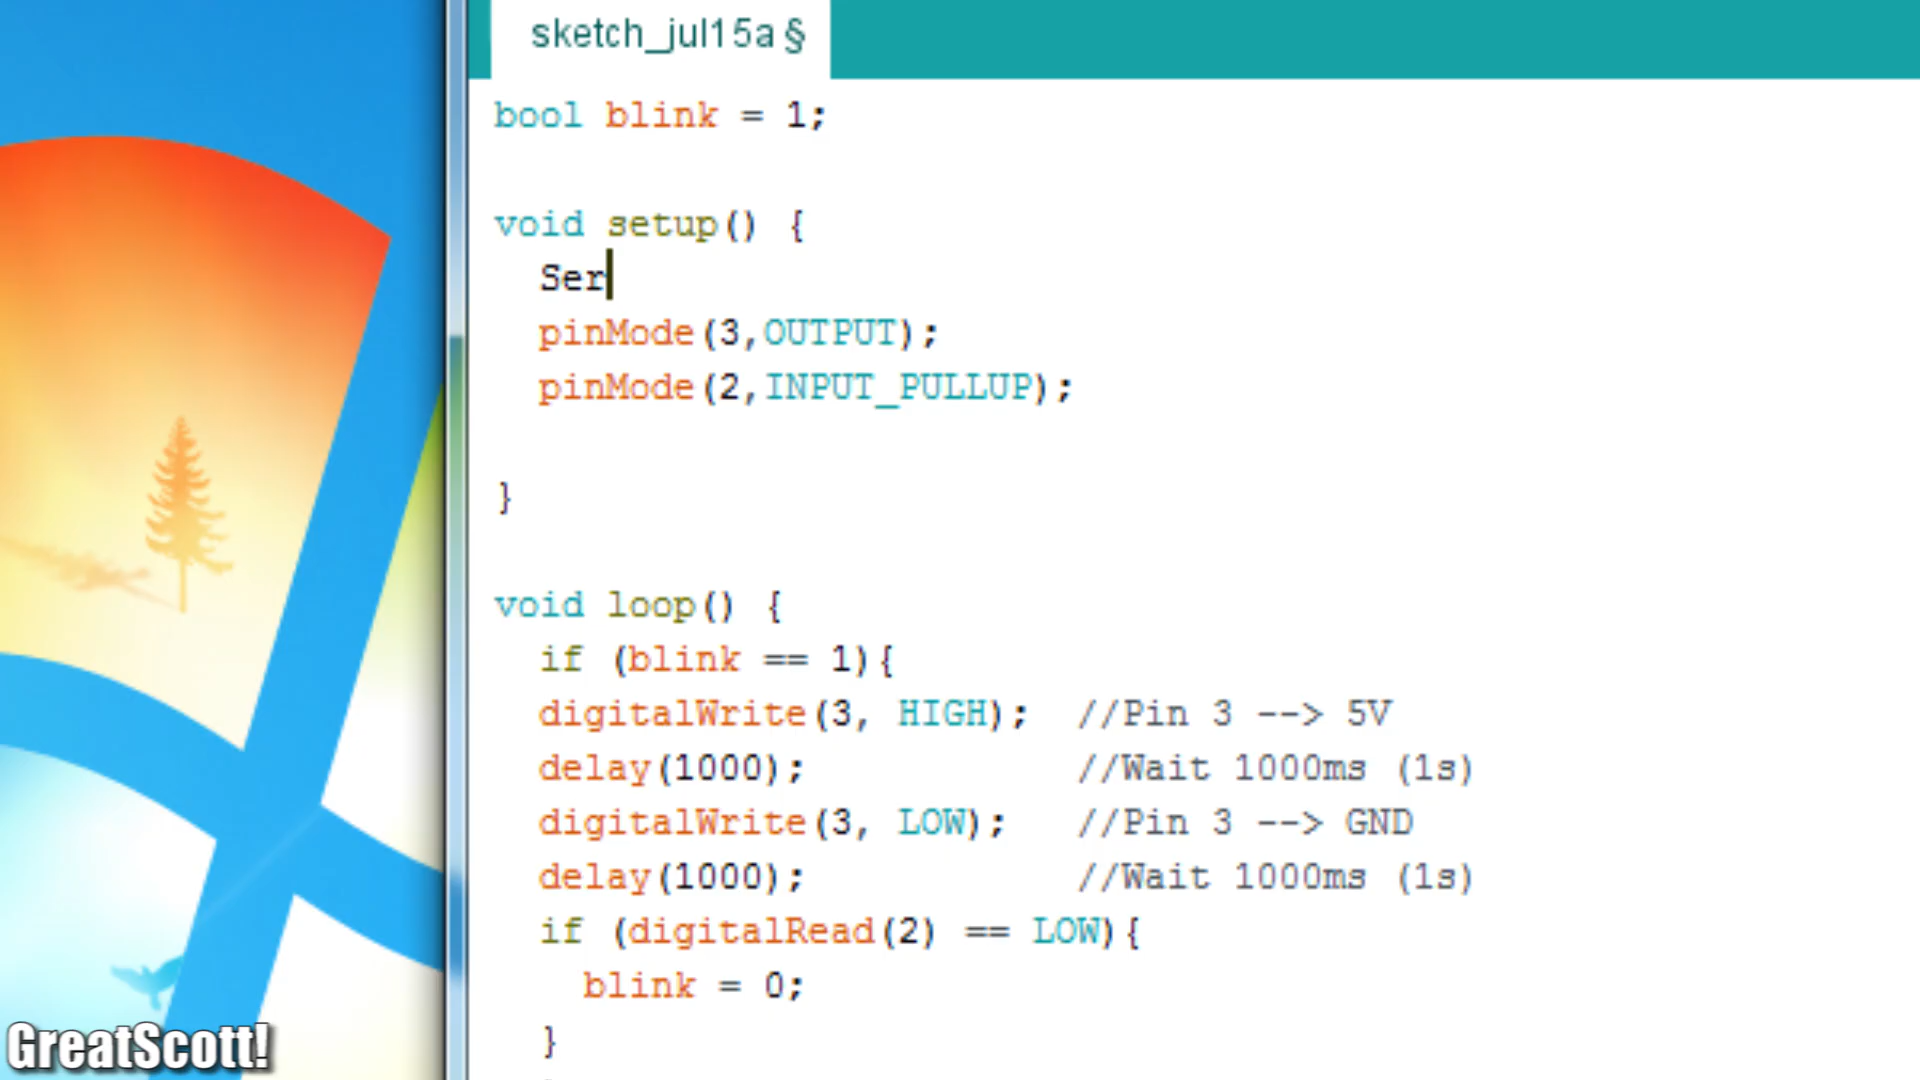 sketch_jul15a §
bool blink = 1;
void setup() {
Ser
pinMode(3,OUTPUT);
pinMode(2,INPUT_PULLUP);
}
void loop() {
if (blink == 1){
digitalWrite(3, HIGH); //Pin 3 --> 5V
delay(1000); //Wait 1000ms (1s)
digitalWrite(3, LOW); //Pin 3 --> GND
delay(1000); //Wait 1000ms (1s)
if (digitalRead(2) == LOW){
blink = 0;
}
GreatScott!